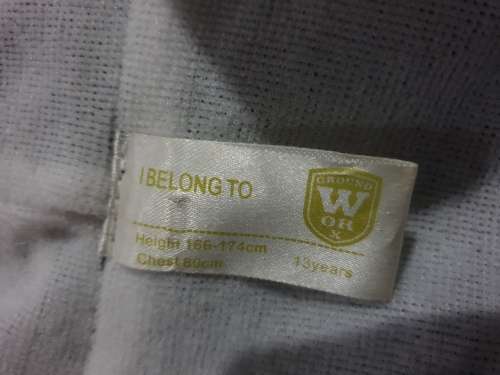 I BELONG TO
GROUND
W
OR
K
Height 166-174cm
Chest 80cm
13years